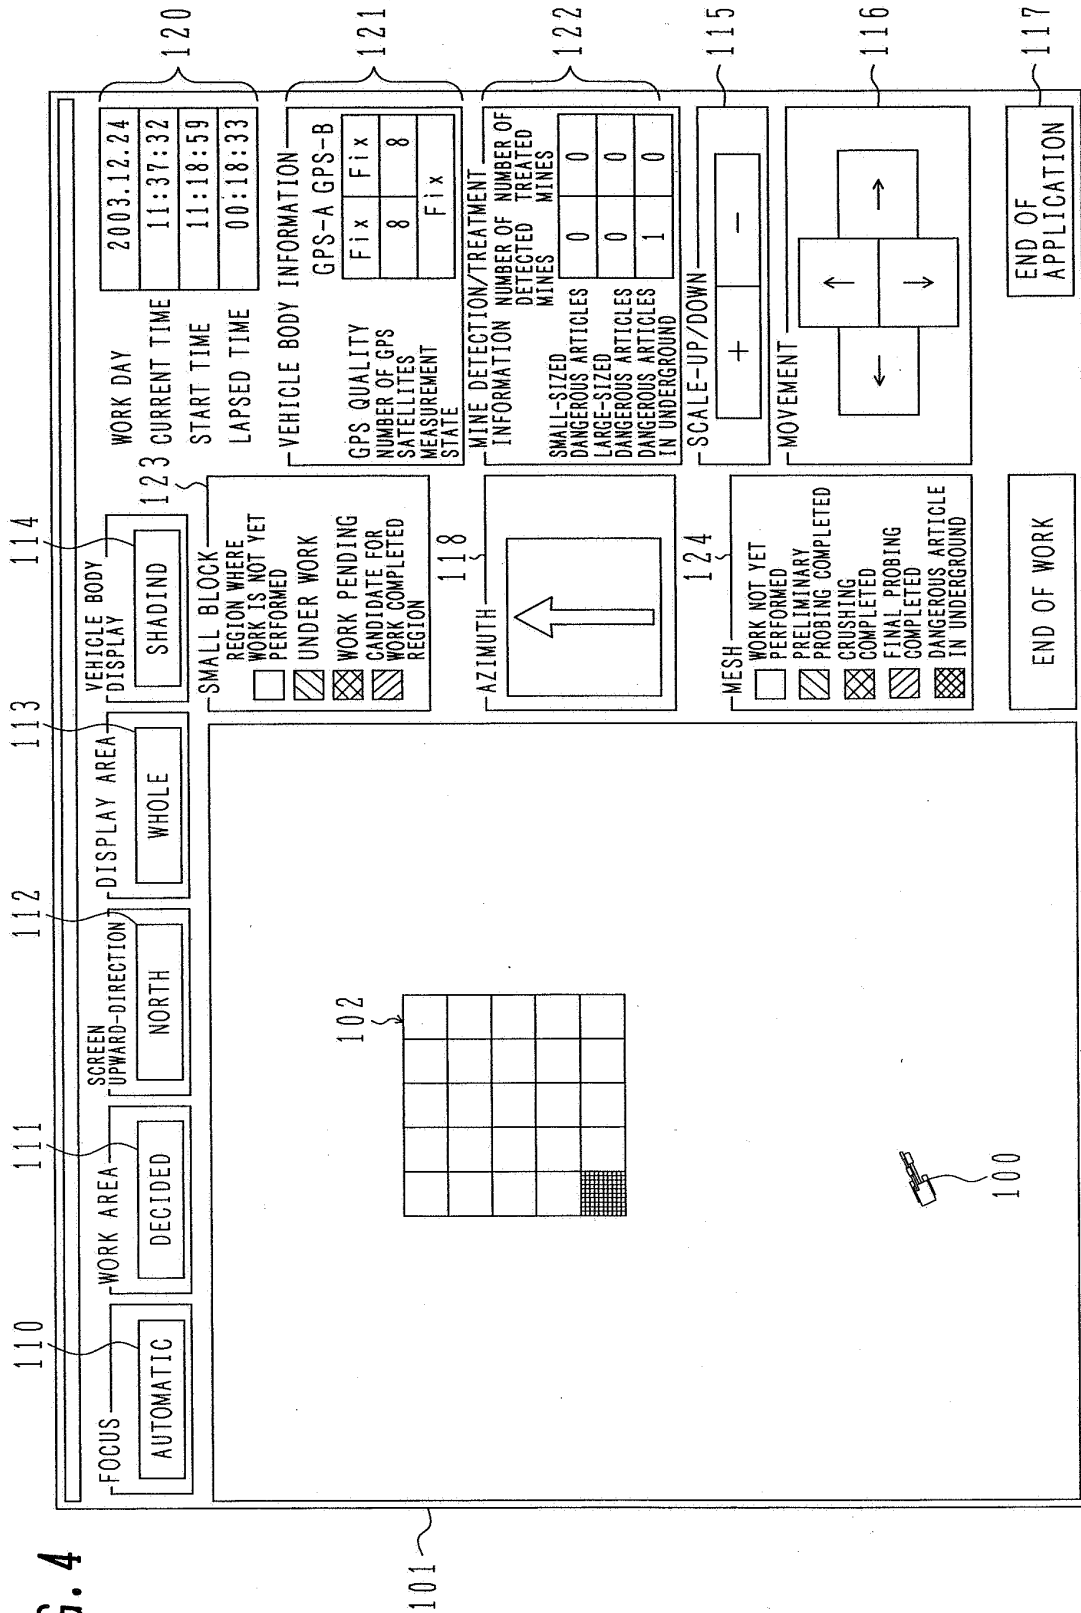 G. 4
101
110
111
112
113
114
FOCUS
AUTOMATIC
WORK AREA
DECIDED
SCREEN
UPWARD-DIRECTION
NORTH
DISPLAY AREA
WHOLE
VEHICLE BODY
DISPLAY
SHADIND
102
100
123
SMALL BLOCK
REGION WHERE
WORK IS NOT YET
PERFORMED
UNDER WORK
WORK PENDING
CANDIDATE FOR
WORK COMPLETED
REGION
118
AZIMUTH
124
MESH
WORK NOT YET
PERFORMED
PRELIMINARY
PROBING COMPLETED
CRUSHING
COMPLETED
FINAL PROBING
COMPLETED
DANGEROUS ARTICLE
IN UNDERGROUND
END OF WORK
WORK DAY 2003.12.24
CURRENT TIME 11:37:32
START TIME 11:18:59
LAPSED TIME 00:18:33
120
VEHICLE BODY INFORMATION
GPS-A GPS-B
GPS QUALITY Fix Fix
NUMBER OF GPS
SATELLITES 8 8
MEASUREMENT
STATE Fix
121
MINE DETECTION/TREATMENT
INFORMATION
NUMBER OF
DETECTED
MINES
NUMBER OF
TREATED
MINES
SMALL-SIZED
DANGEROUS ARTICLES 0 0
LARGE-SIZED
DANGEROUS ARTICLES 0 0
DANGEROUS ARTICLES
IN UNDERGROUND 1 0
122
SCALE-UP/DOWN
+ −
115
MOVEMENT
↑
← →
↓
116
END OF
APPLICATION
117